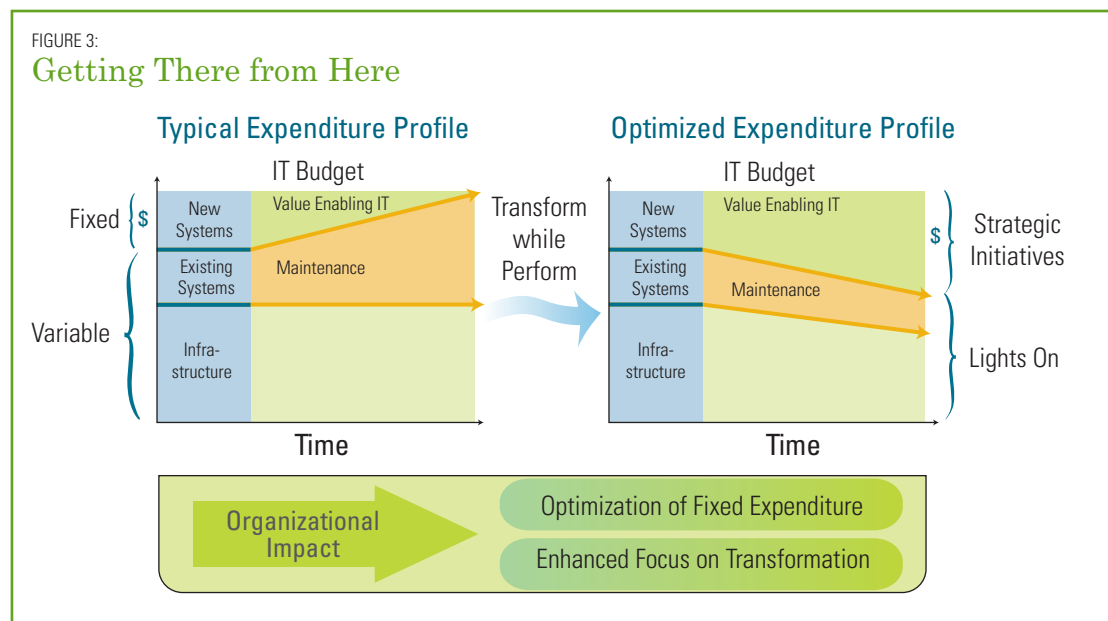 FIGURE 3:
Getting There from Here
Typical Expenditure Profile
IT Budget
Fixed
$
New
Systems
Value Enabling IT
Existing
Systems
Maintenance
Variable
Infra-
structure
Time
Transform
while
Perform
Optimized Expenditure Profile
IT Budget
New
Systems
Value Enabling IT
$
Strategic
Initiatives
Existing
Systems
Maintenance
Infra-
structure
Lights On
Time
Organizational
Impact
Optimization of Fixed Expenditure
Enhanced Focus on Transformation